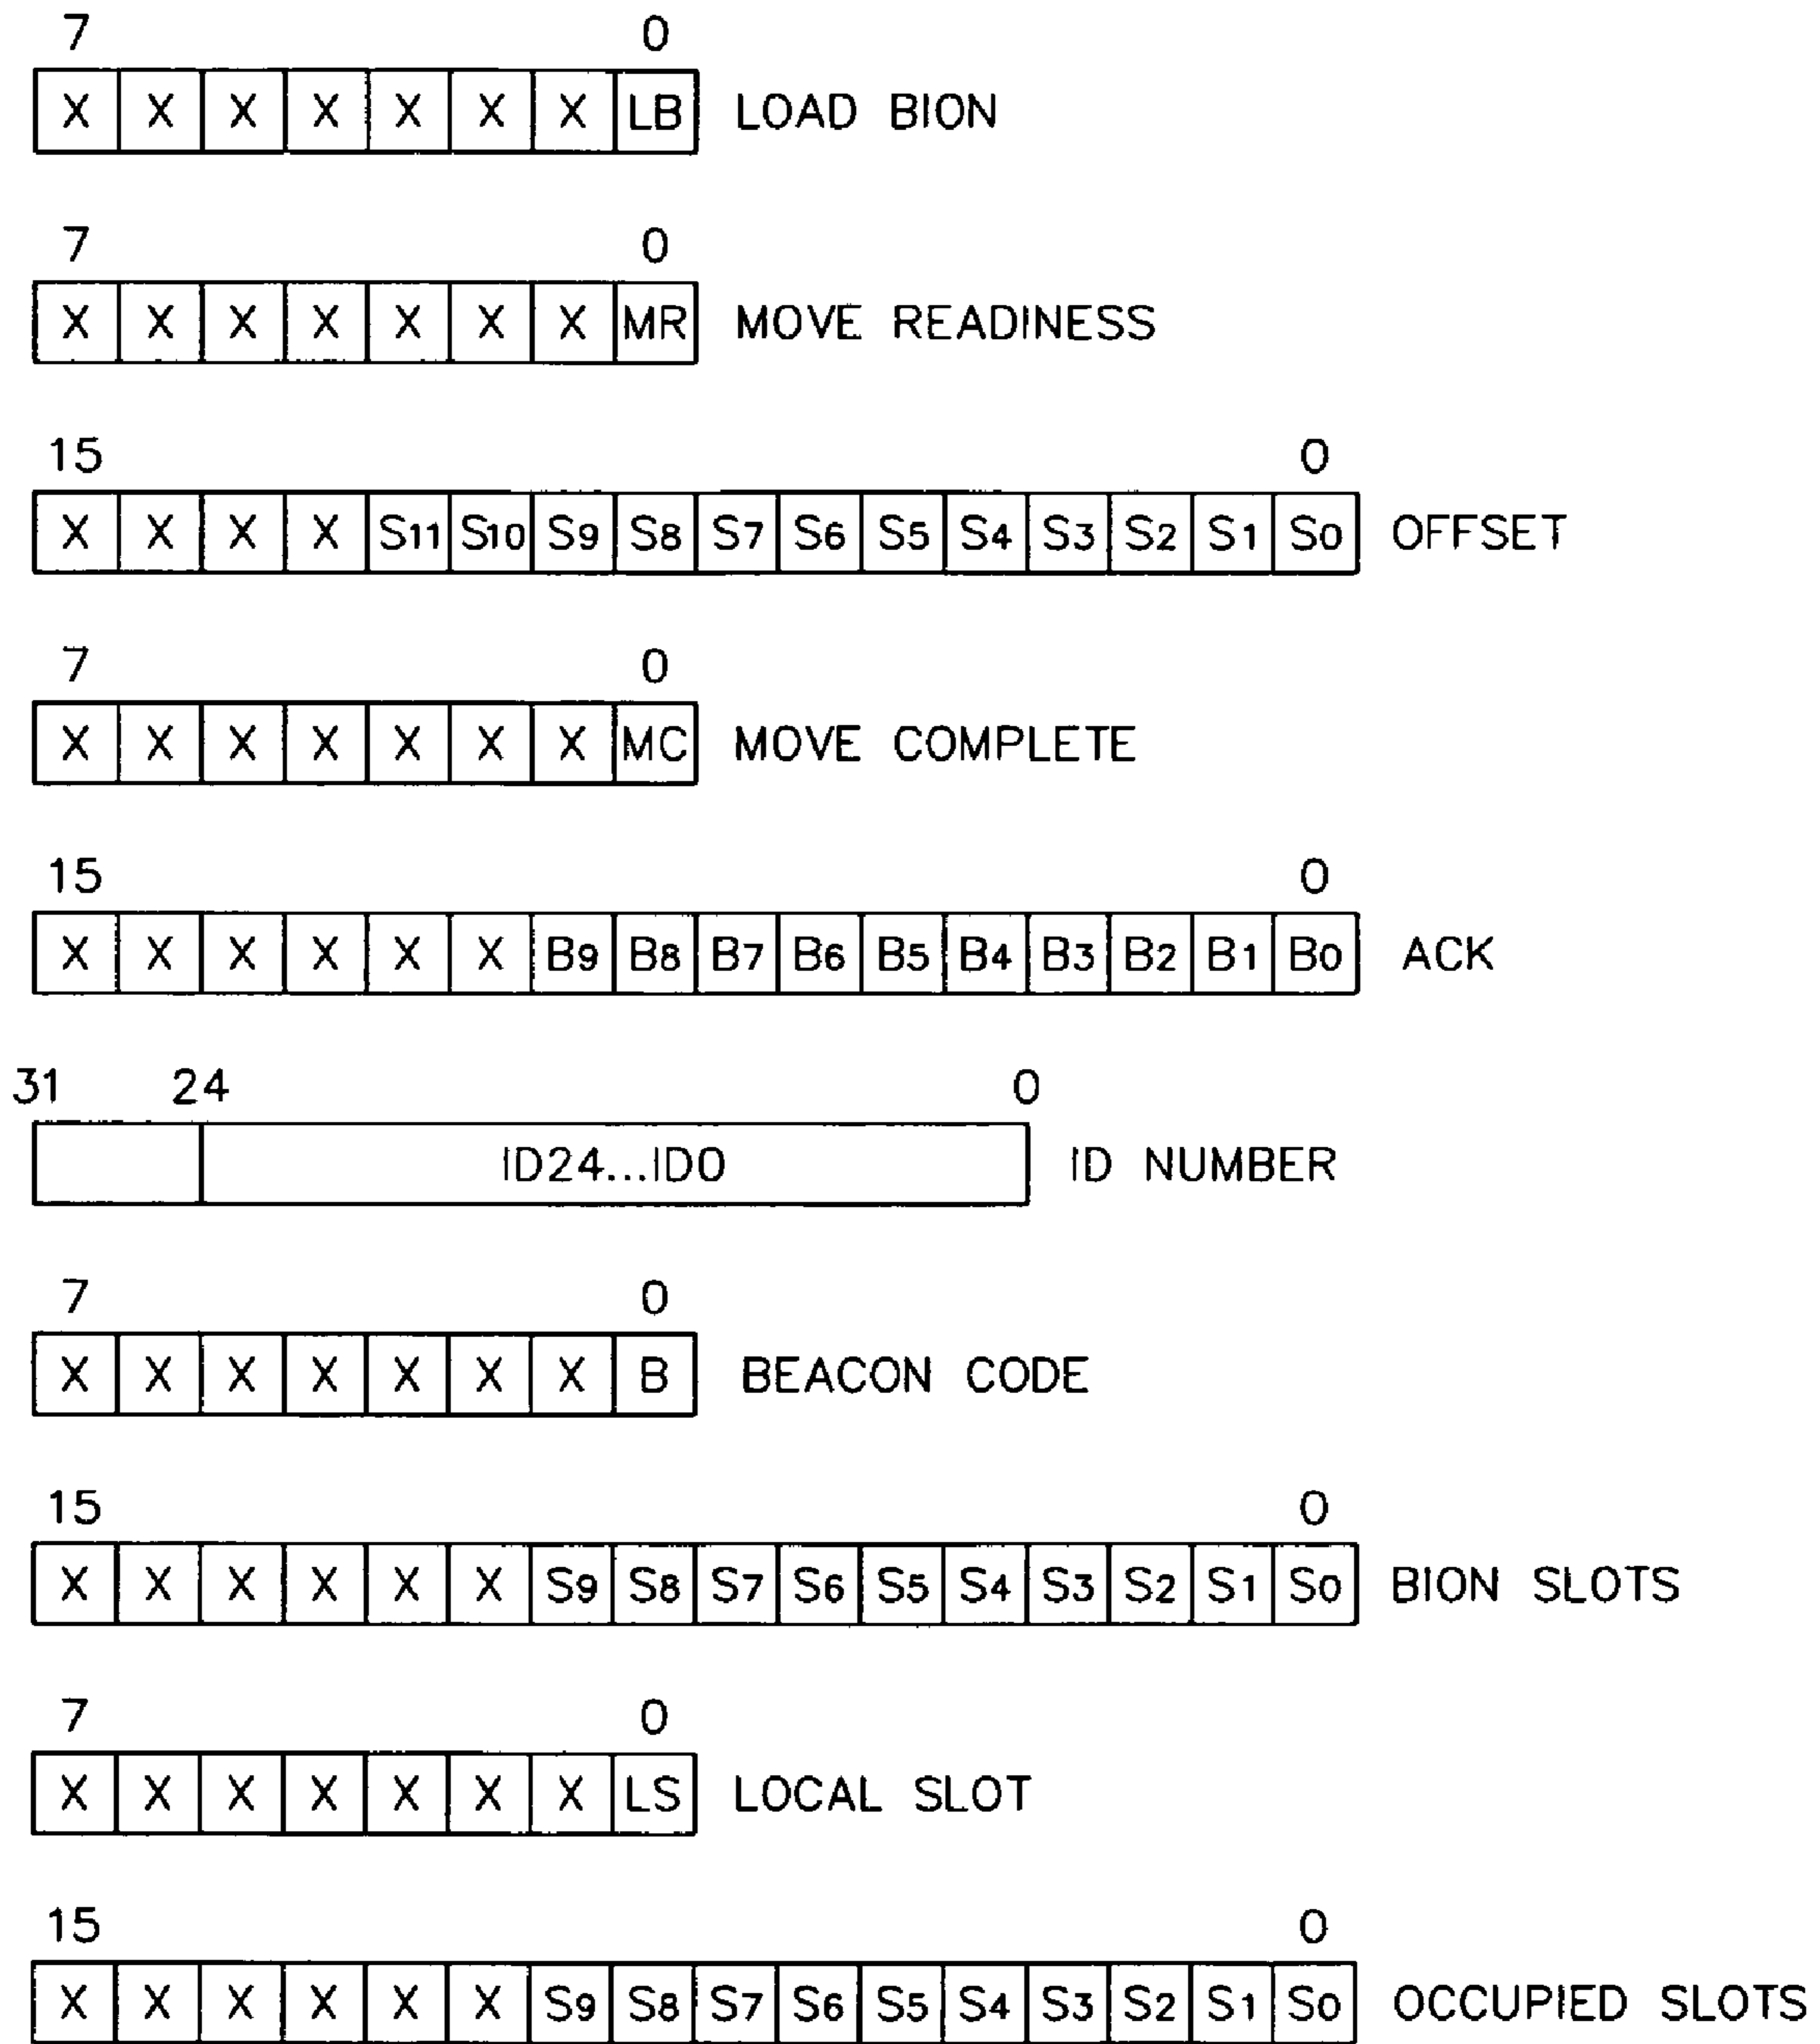 7 0
X X X X X X X LB LOAD BION
7 0
X X X X X X X MR MOVE READINESS
15 0
X X X X S11 S10 S9 S8 S7 S6 S5 S4 S3 S2 S1 S0 OFFSET
7 0
X X X X X X X MC MOVE COMPLETE
15 0
X X X X X X B9 B8 B7 B6 B5 B4 B3 B2 B1 B0 ACK
31 24 0
ID24...ID0 ID NUMBER
7 0
X X X X X X X B BEACON CODE
15 0
X X X X X X S9 S8 S7 S6 S5 S4 S3 S2 S1 S0 BION SLOTS
7 0
X X X X X X X LS LOCAL SLOT
15 0
X X X X X X S9 S8 S7 S6 S5 S4 S3 S2 S1 S0 OCCUPIED SLOTS